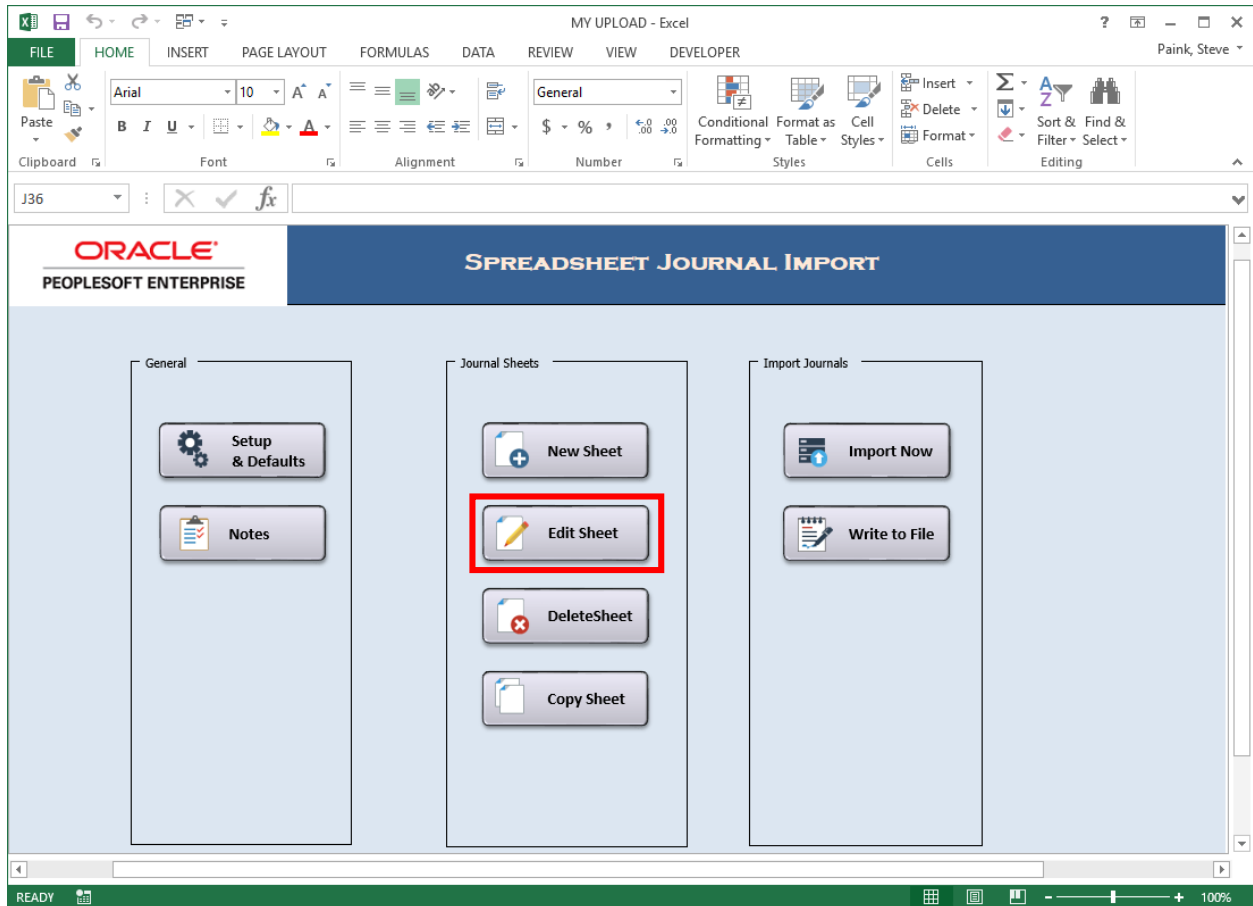 MY UPLOAD - Excel
?
FILE HOME INSERT PAGE LAYOUT FORMULAS DATA REVIEW VIEW DEVELOPER Paink, Steve
Paste
Clipboard
Arial 10
B I U
Font
Alignment
General
$ % ,
Number
Conditional Formatting
Format as Table
Cell Styles
Styles
Insert
Delete
Format
Cells
Sort & Filter
Find & Select
Editing
J36 fx
ORACLE
PEOPLESOFT ENTERPRISE
SPREADSHEET JOURNAL IMPORT
General
Setup
& Defaults
Notes
Journal Sheets
New Sheet
Edit Sheet
DeleteSheet
Copy Sheet
Import Journals
Import Now
Write to File
READY 100%